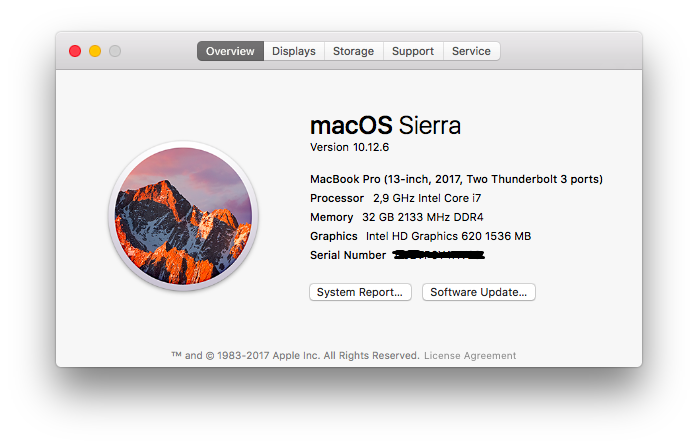 Overview Displays Storage Support Service
macOS Sierra
Version 10.12.6
MacBook Pro (13-inch, 2017, Two Thunderbolt 3 ports)
Processor 2,9 GHz Intel Core i7
Memory 32 GB 2133 MHz DDR4
Graphics Intel HD Graphics 620 1536 MB
Serial Number
System Report... Software Update...
™ and © 1983-2017 Apple Inc. All Rights Reserved. License Agreement